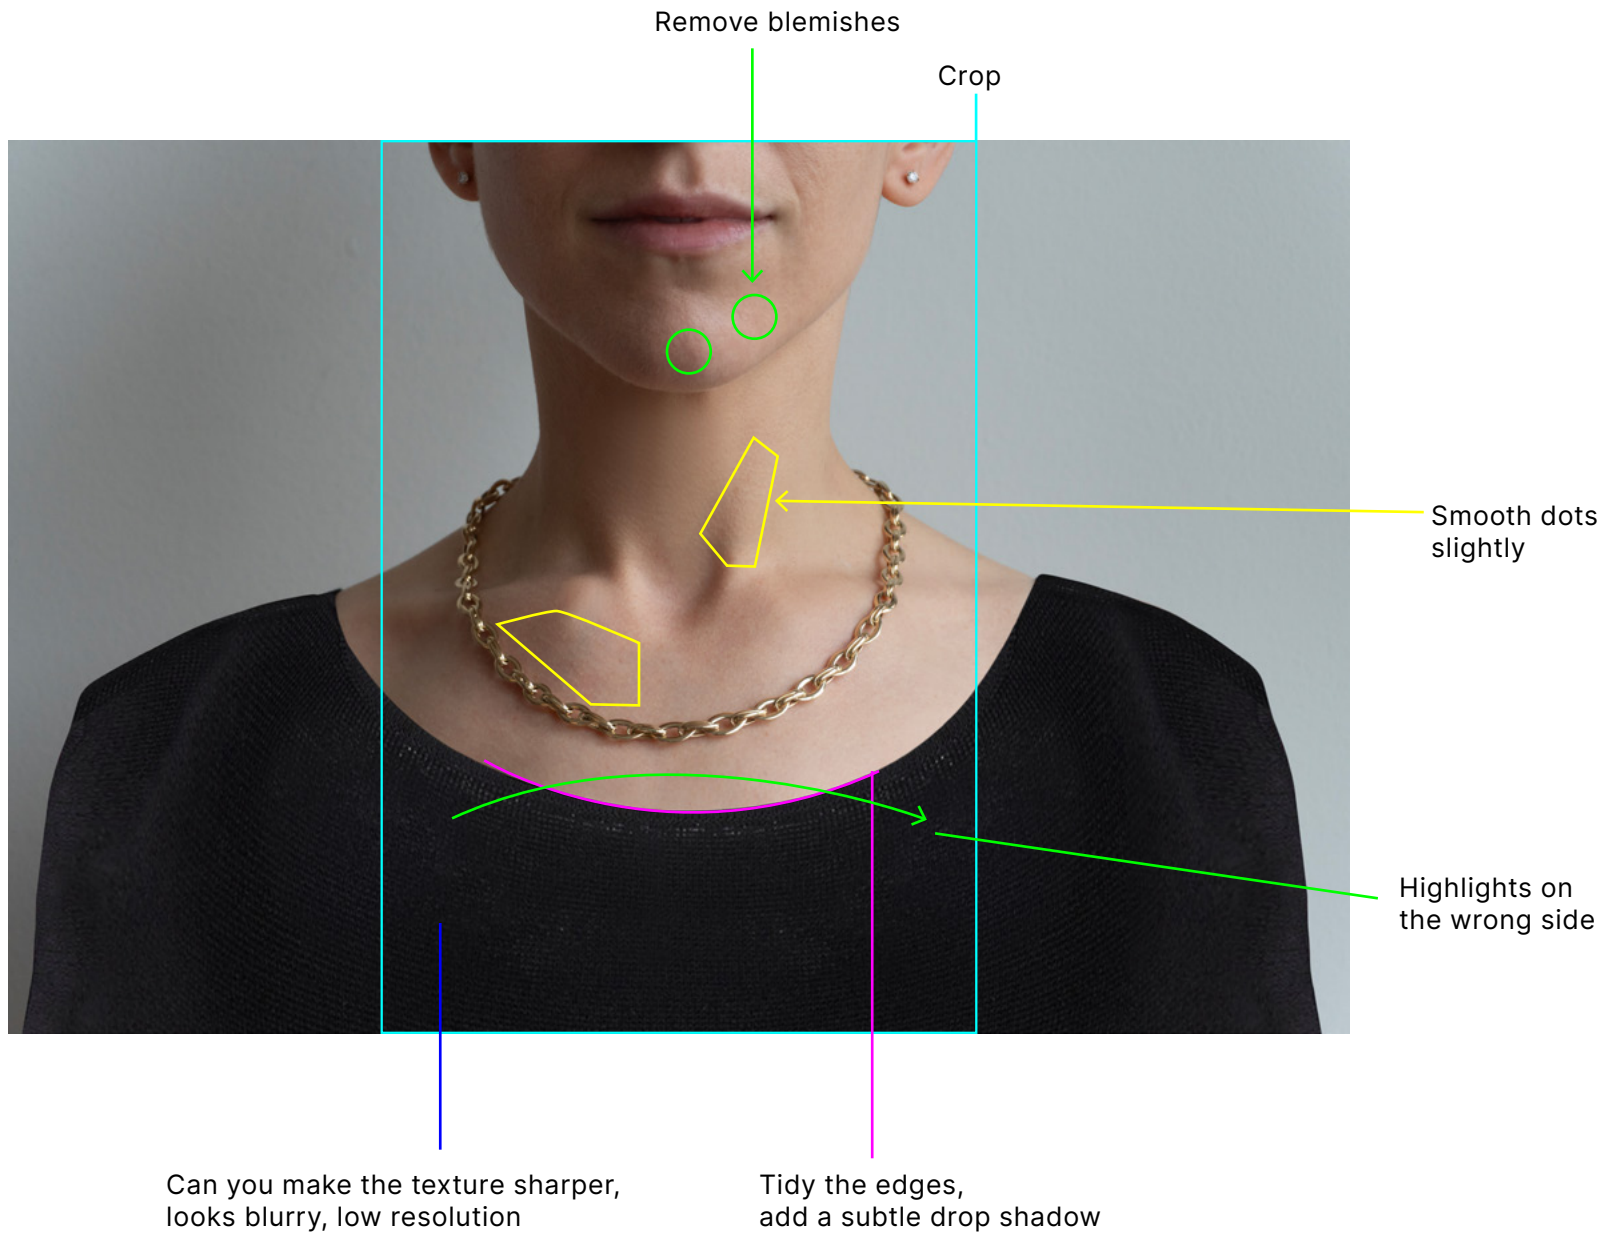 Remove blemishes
Crop
Smooth dots
slightly
Highlights on
the wrong side
Can you make the texture sharper,
looks blurry, low resolution
Tidy the edges,
add a subtle drop shadow